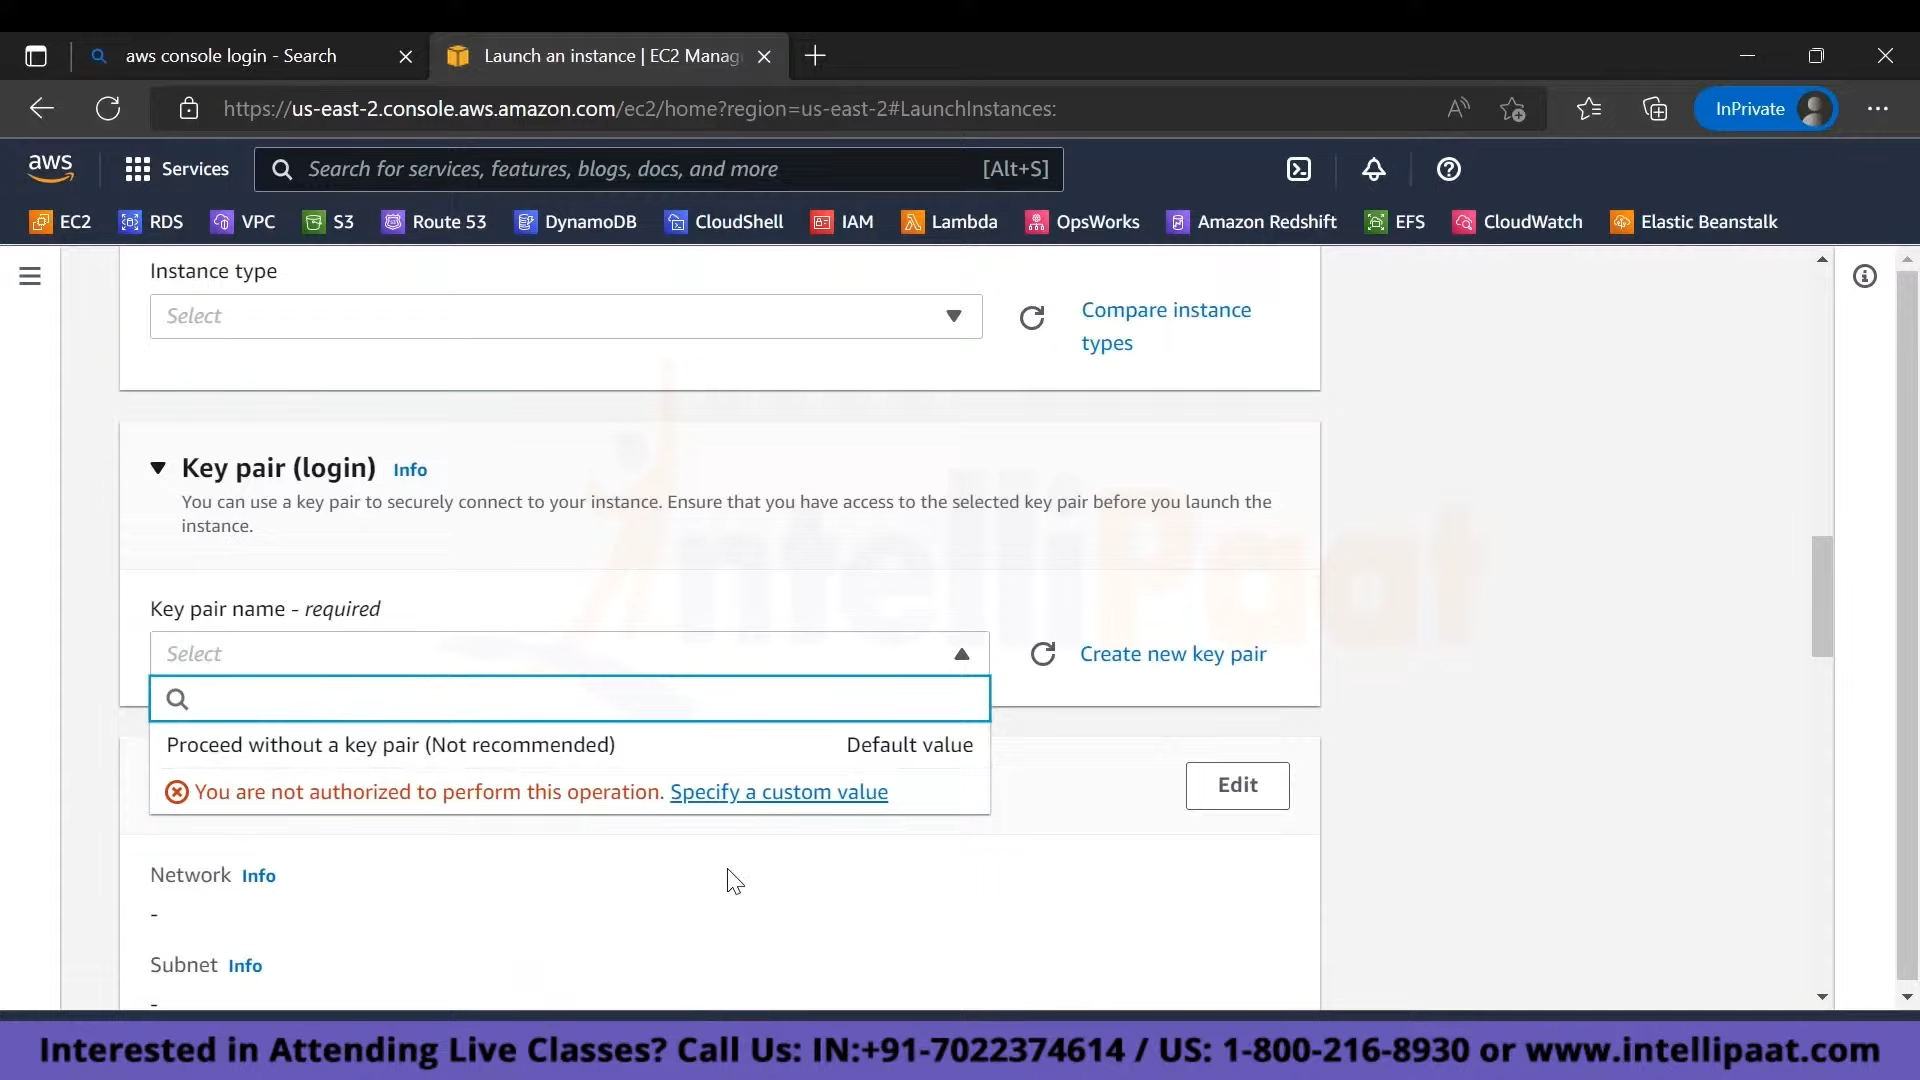 aws console login - Search
Launch an instance | EC2 Manag
https://us-east-2.console.aws.amazon.com/ec2/home?region=us-east-2#LaunchInstances:
InPrivate
aws
Services
Search for services, features, blogs, docs, and more
[Alt+S]
EC2
RDS
VPC
S3
Route 53
DynamoDB
CloudShell
IAM
Lambda
OpsWorks
Amazon Redshift
EFS
CloudWatch
Elastic Beanstalk
Instance type
Select
Compare instance
types
Key pair (login) Info
You can use a key pair to securely connect to your instance. Ensure that you have access to the selected key pair before you launch the
instance.
IntelliPaat
Key pair name - required
Select
Create new key pair
Proceed without a key pair (Not recommended) Default value
You are not authorized to perform this operation. Specify a custom value
Edit
Network Info
-
Subnet Info
-
Interested in Attending Live Classes? Call Us: IN:+91-7022374614 / US: 1-800-216-8930 or www.intellipaat.com